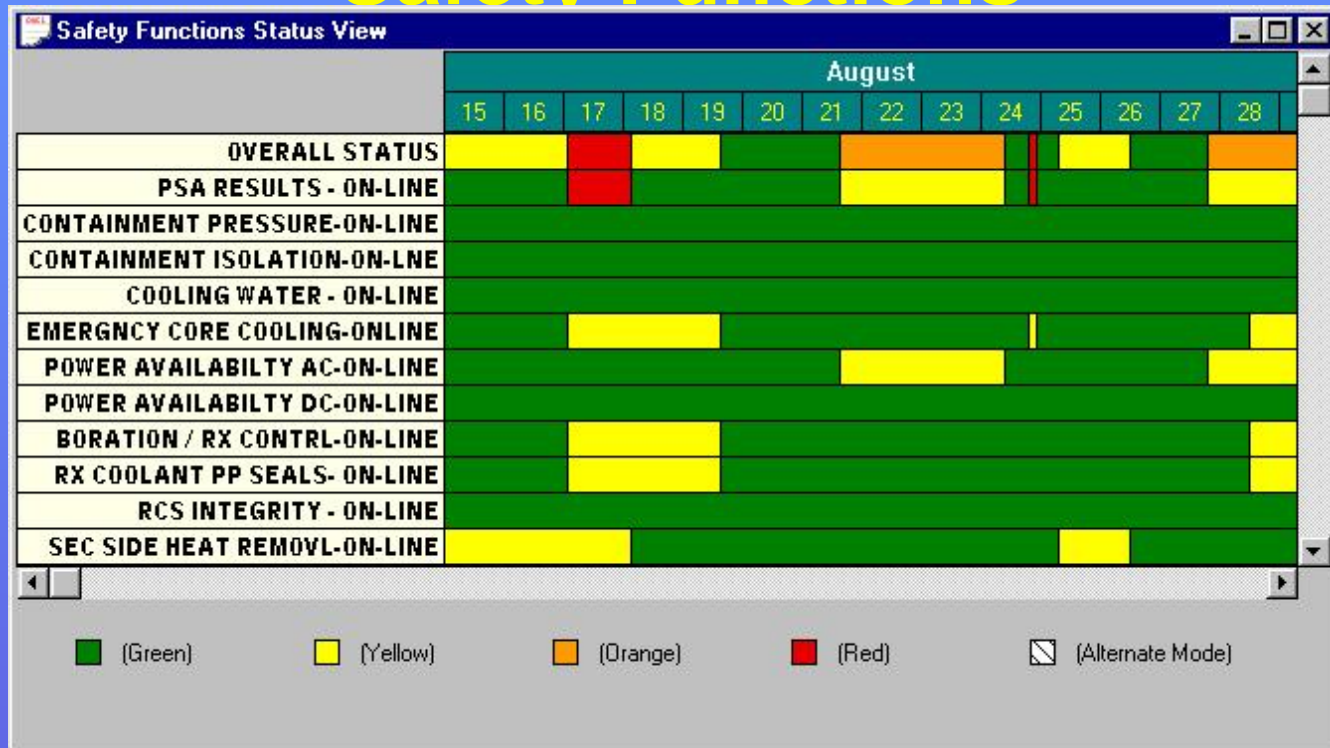 Safety Functions
Safety Functions Status View
August
15 16 17 18 19 20 21 22 23 24 25 26 27 28
OVERALL STATUS
PSA RESULTS - ON-LINE
CONTAINMENT PRESSURE-ON-LINE
CONTAINMENT ISOLATION-ON-LNE
COOLING WATER - ON-LINE
EMERGNCY CORE COOLING-ONLINE
POWER AVAILABILTY AC-ON-LINE
POWER AVAILABILTY DC-ON-LINE
BORATION / RX CONTRL-ON-LINE
RX COOLANT PP SEALS- ON-LINE
RCS INTEGRITY - ON-LINE
SEC SIDE HEAT REMOVL-ON-LINE
(Green) (Yellow) (Orange) (Red) (Alternate Mode)